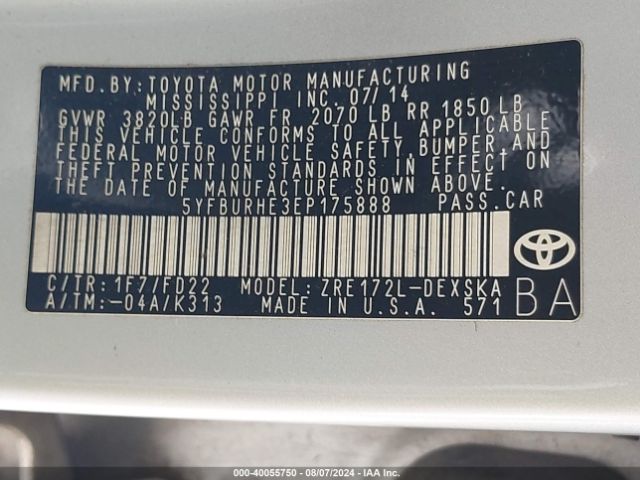 MFD.BY: TOYOTA MOTOR MANUFACTURING
MISSISSIPPI INC. 07/14
GVWR 3820LB GAWR FR 2070 LB RR 1850 LB
THIS VEHICLE CONFORMS TO ALL APPLICABLE
FEDERAL MOTOR VEHICLE SAFETY, BUMPER, AND
THEFT PREVENTION STANDARDS IN EFFECT ON
THE DATE OF MANUFACTURE SHOWN ABOVE.
5YFBURHE3EP175888 PASS.CAR
C/TR: 1F7/FD22 MODEL: ZRE172L-DEXSKA
A/TM: -04A/K313 MADE IN U.S.A. 571
BA
000-40055750 | 08/07/2024 | IAA Inc.